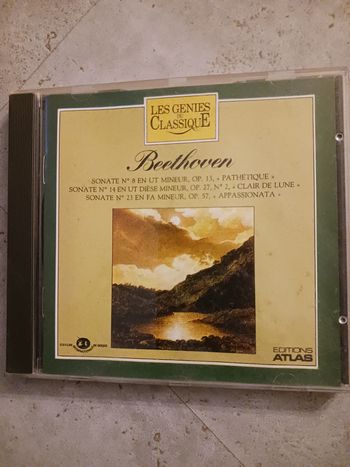 LES GENIES
DU
CLASSIQUE
Beethoven
SONATE N° 8 EN UT MINEUR, OP. 13, « PATHÉTIQUE »
SONATE N° 14 EN UT DIÈSE MINEUR, OP. 27, N° 2, « CLAIR DE LUNE »
SONATE N° 23 EN FA MINEUR, OP. 57, « APPASSIONATA »
EDITIONS
ATLAS